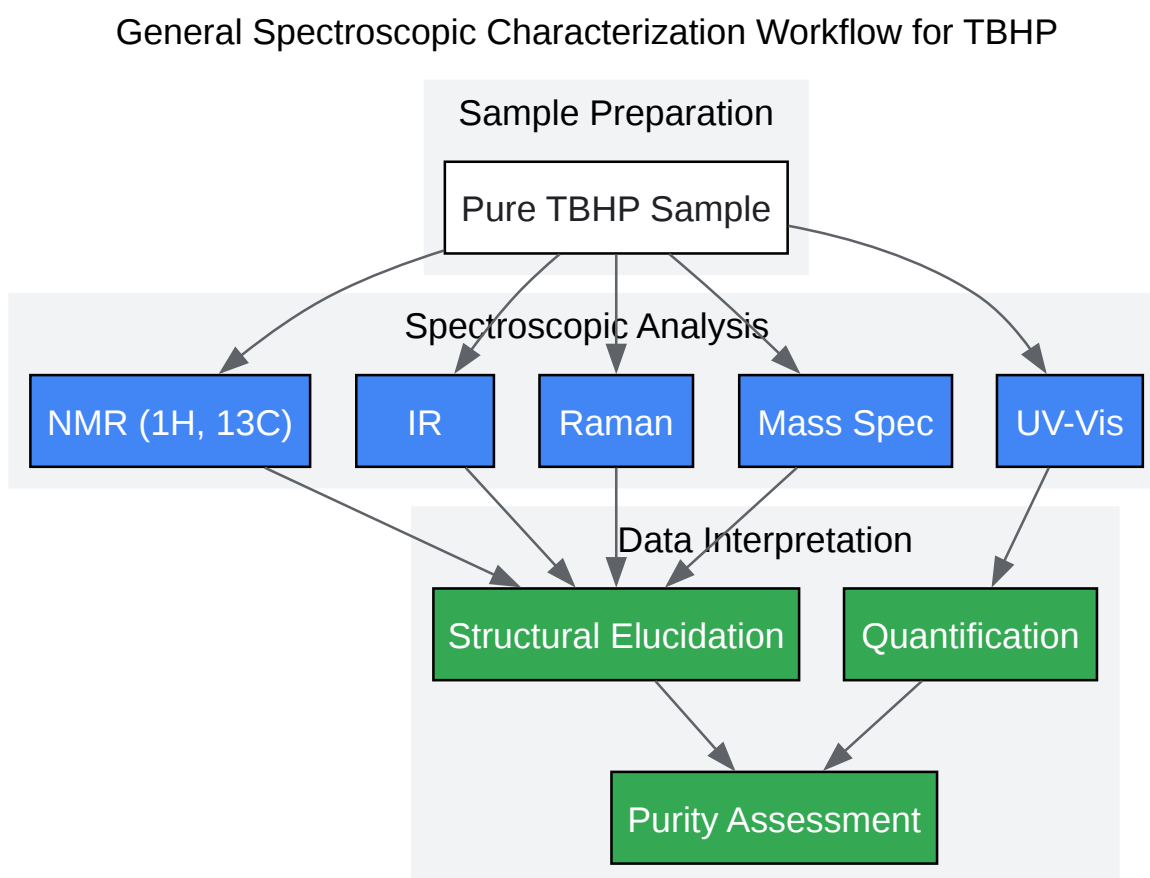 General Spectroscopic Characterization Workflow for TBHP
Sample Preparation
Pure TBHP Sample
Spectroscopic Analysis
NMR (1H, 13C)
IR
Raman
Mass Spec
UV-Vis
Data Interpretation
Structural Elucidation
Quantification
Purity Assessment